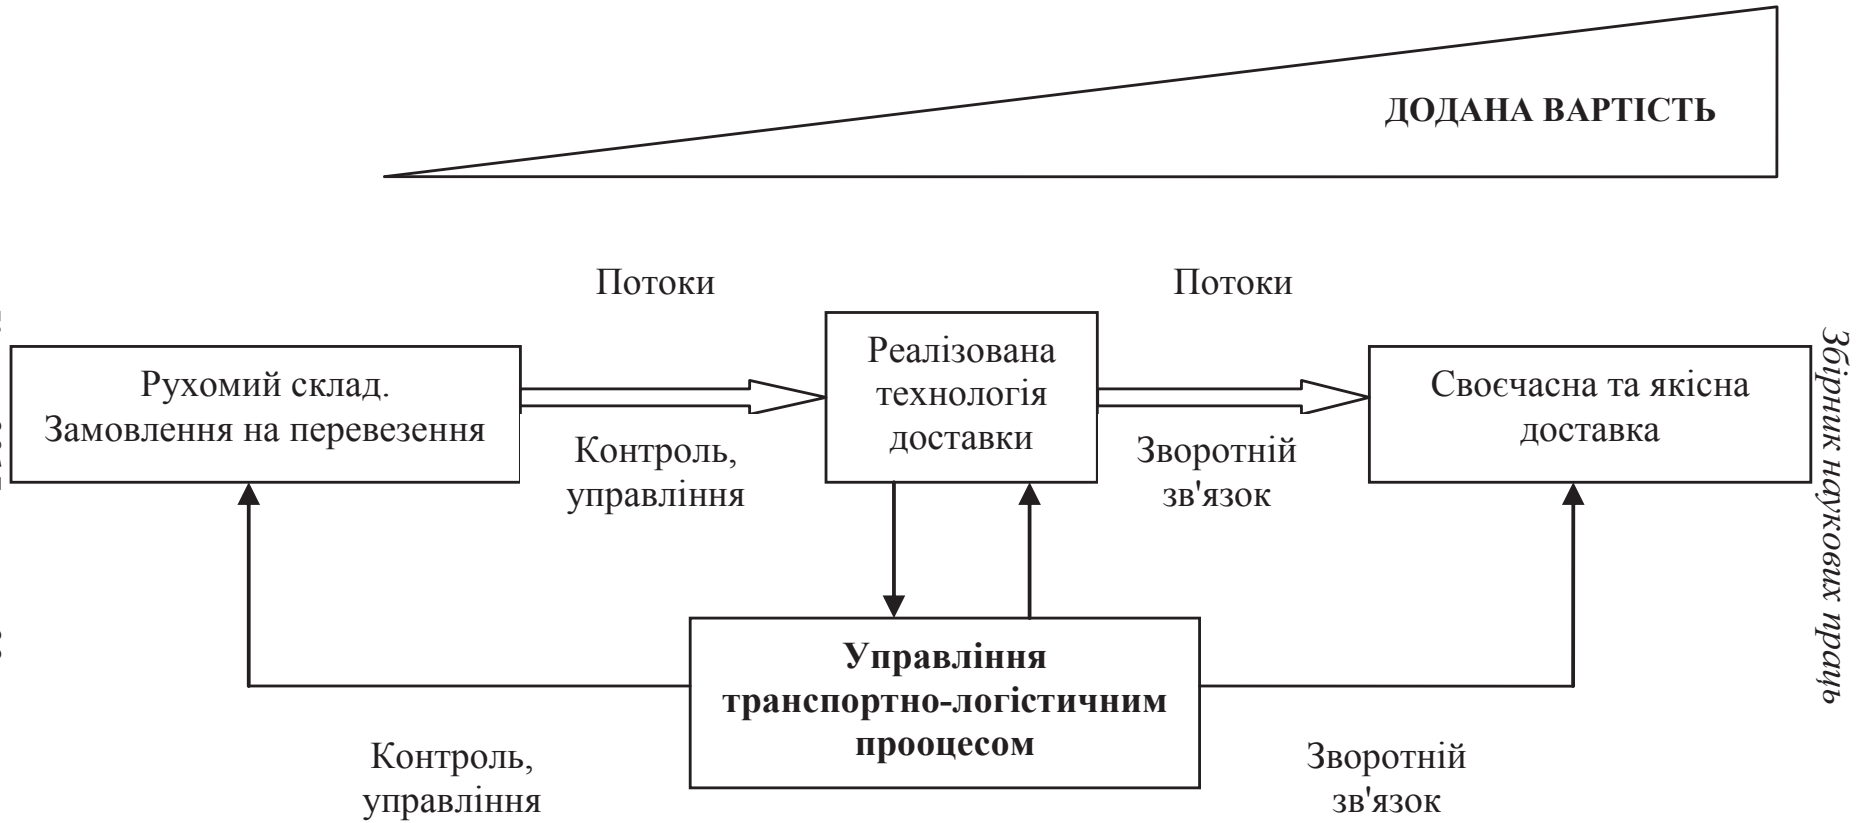 ДОДАНА ВАРТІСТЬ
Потоки
Потоки
Рухомий склад.
Замовлення на перевезення
Реалізована
технологія
доставки
Своєчасна та якісна
доставка
Контроль,
управління
Зворотній
зв'язок
Управління
транспортно-логістичним
прооцесом
Контроль,
управління
Зворотній
зв'язок
Збірник наукових праць